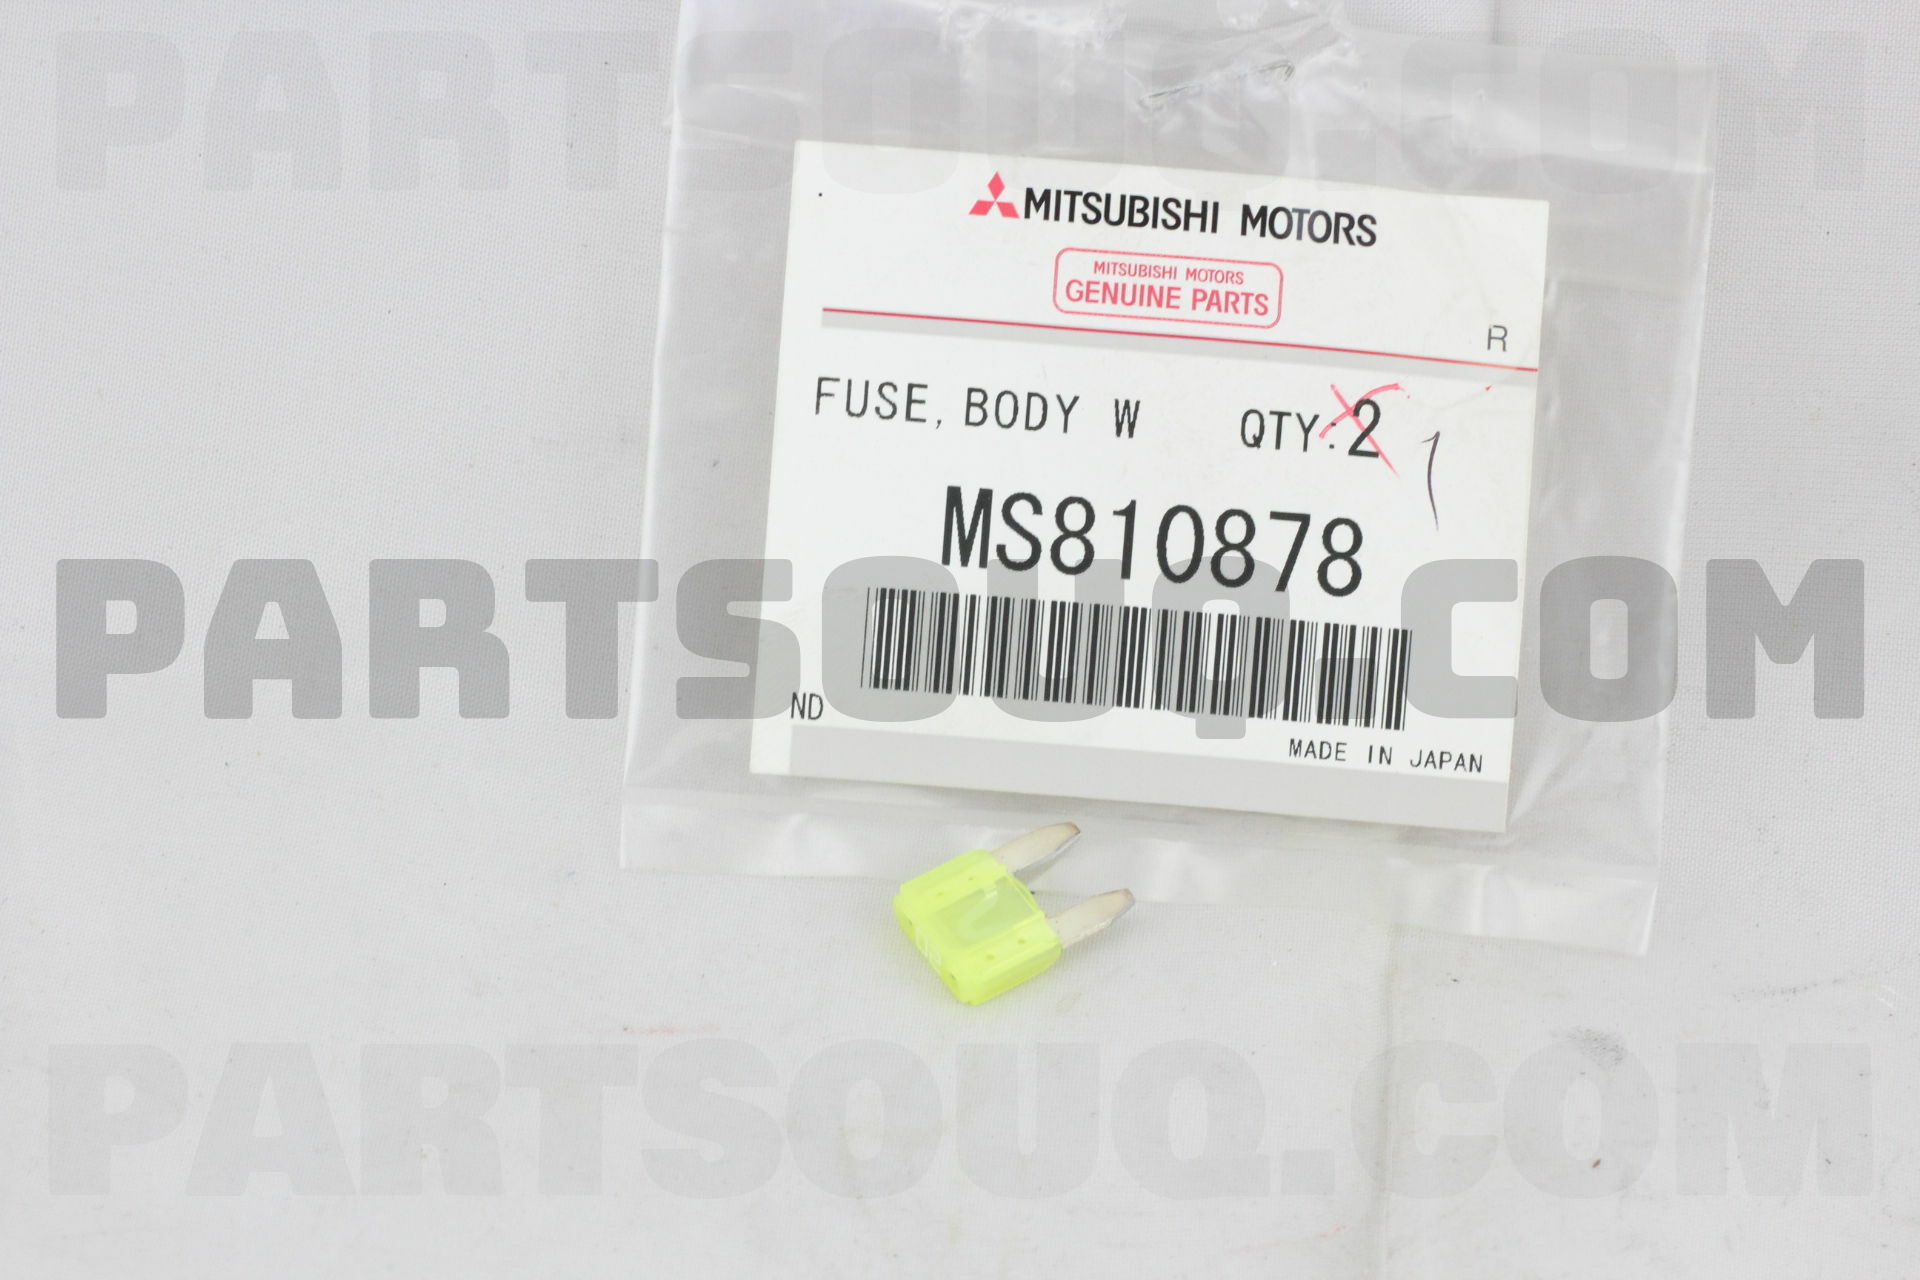 PARTSOUQ.COM
MITSUBISHI MOTORS
MITSUBISHI MOTORS
GENUINE PARTS
R
FUSE, BODY W QTY:2 1
MS810878
PARTSOUQ.COM
ND
MADE IN JAPAN
PARTSOUQ.COM